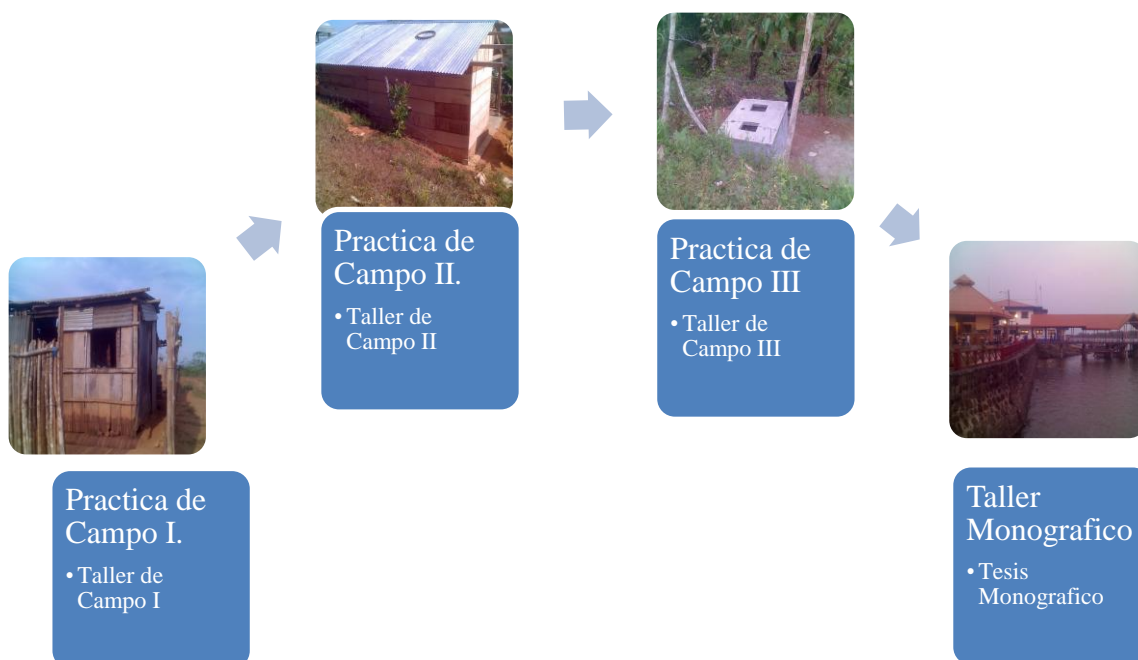 Practica de
Campo I.
• Taller de
Campo I
Practica de
Campo II.
• Taller de
Campo II
Practica de
Campo III
• Taller de
Campo III
Taller
Monografico
• Tesis
Monografico